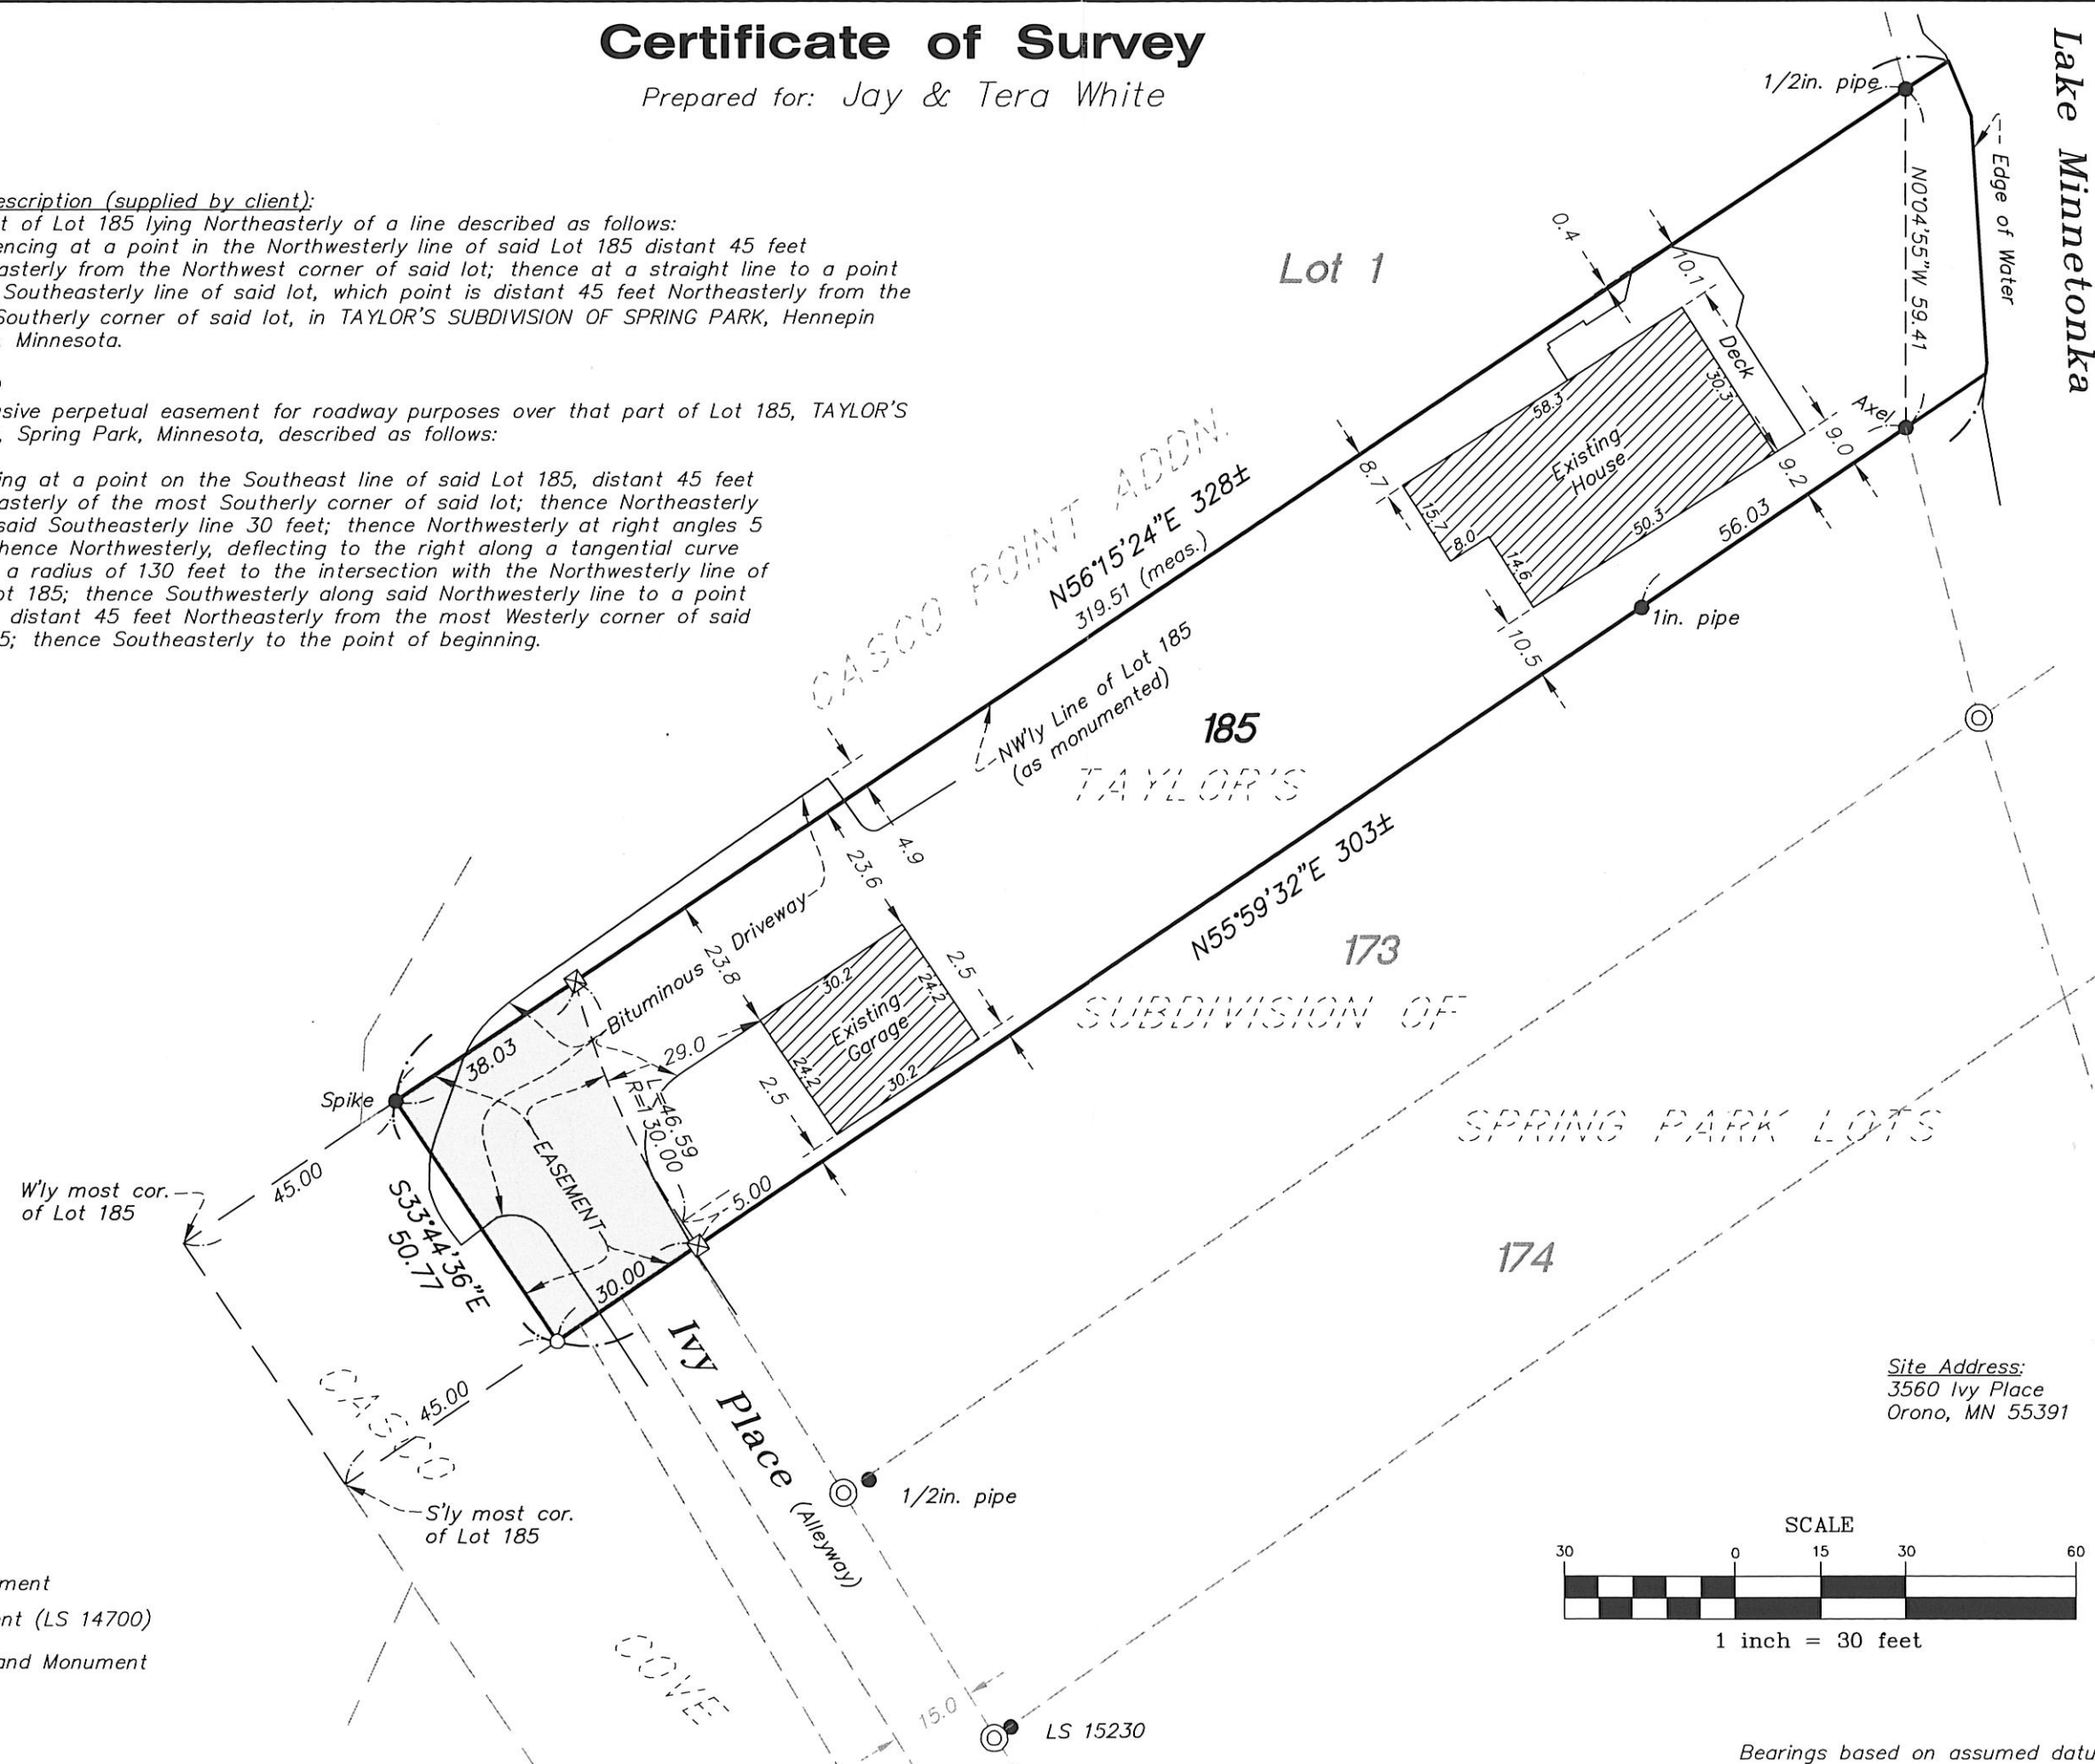 Certificate of Survey
Prepared for: Jay & Tera White
escription (supplied by client):
t of Lot 185 lying Northeasterly of a line described as follows:
encing at a point in the Northwesterly line of said Lot 185 distant 45 feet
asterly from the Northwest corner of said lot; thence at a straight line to a point
Southeasterly line of said lot, which point is distant 45 feet Northeasterly from the
Southerly corner of said lot, in TAYLOR'S SUBDIVISION OF SPRING PARK, Hennepin
Minnesota.
sive perpetual easement for roadway purposes over that part of Lot 185, TAYLOR'S
, Spring Park, Minnesota, described as follows:
ing at a point on the Southeast line of said Lot 185, distant 45 feet
asterly of the most Southerly corner of said lot; thence Northeasterly
said Southeasterly line 30 feet; thence Northwesterly at right angles 5
hence Northwesterly, deflecting to the right along a tangential curve
a radius of 130 feet to the intersection with the Northwesterly line of
ot 185; thence Southwesterly along said Northwesterly line to a point
distant 45 feet Northeasterly from the most Westerly corner of said
5; thence Southeasterly to the point of beginning.
1/2in. pipe
Lake Minnetonka
Edge of Water
N0°04'55"W 59.41
Lot 1
0.4
10.1
Deck
30.3
58.3
Existing
House
Axel
9.0
9.2
8.7
15.7
8.0
14.6
50.3
56.03
10.5
1in. pipe
CASCO POINT ADDN.
N56°15'24"E 328±
319.51 (meas.)
NW'ly Line of Lot 185
(as monumented)
185
TAYLOR'S
4.9
23.6
N55°59'32"E 303±
173
SUBDIVISION OF
Bituminous Driveway
23.8
2.5
30.2
24.2
Existing
Garage
24.2
30.2
29.0
2.5
38.03
Spike
L=46.59
R=130.00
EASEMENT
5.00
SPRING PARK LOTS
W'ly most cor.
of Lot 185
45.00
S33°44'36"E
50.77
30.00
174
Ivy Place (Alleyway)
CASCO
45.00
S'ly most cor.
of Lot 185
1/2in. pipe
Site Address:
3560 Ivy Place
Orono, MN 55391
SCALE
30 0 15 30 60
1 inch = 30 feet
ment
nt (LS 14700)
and Monument
COVE
15.0
LS 15230
Bearings based on assumed datu